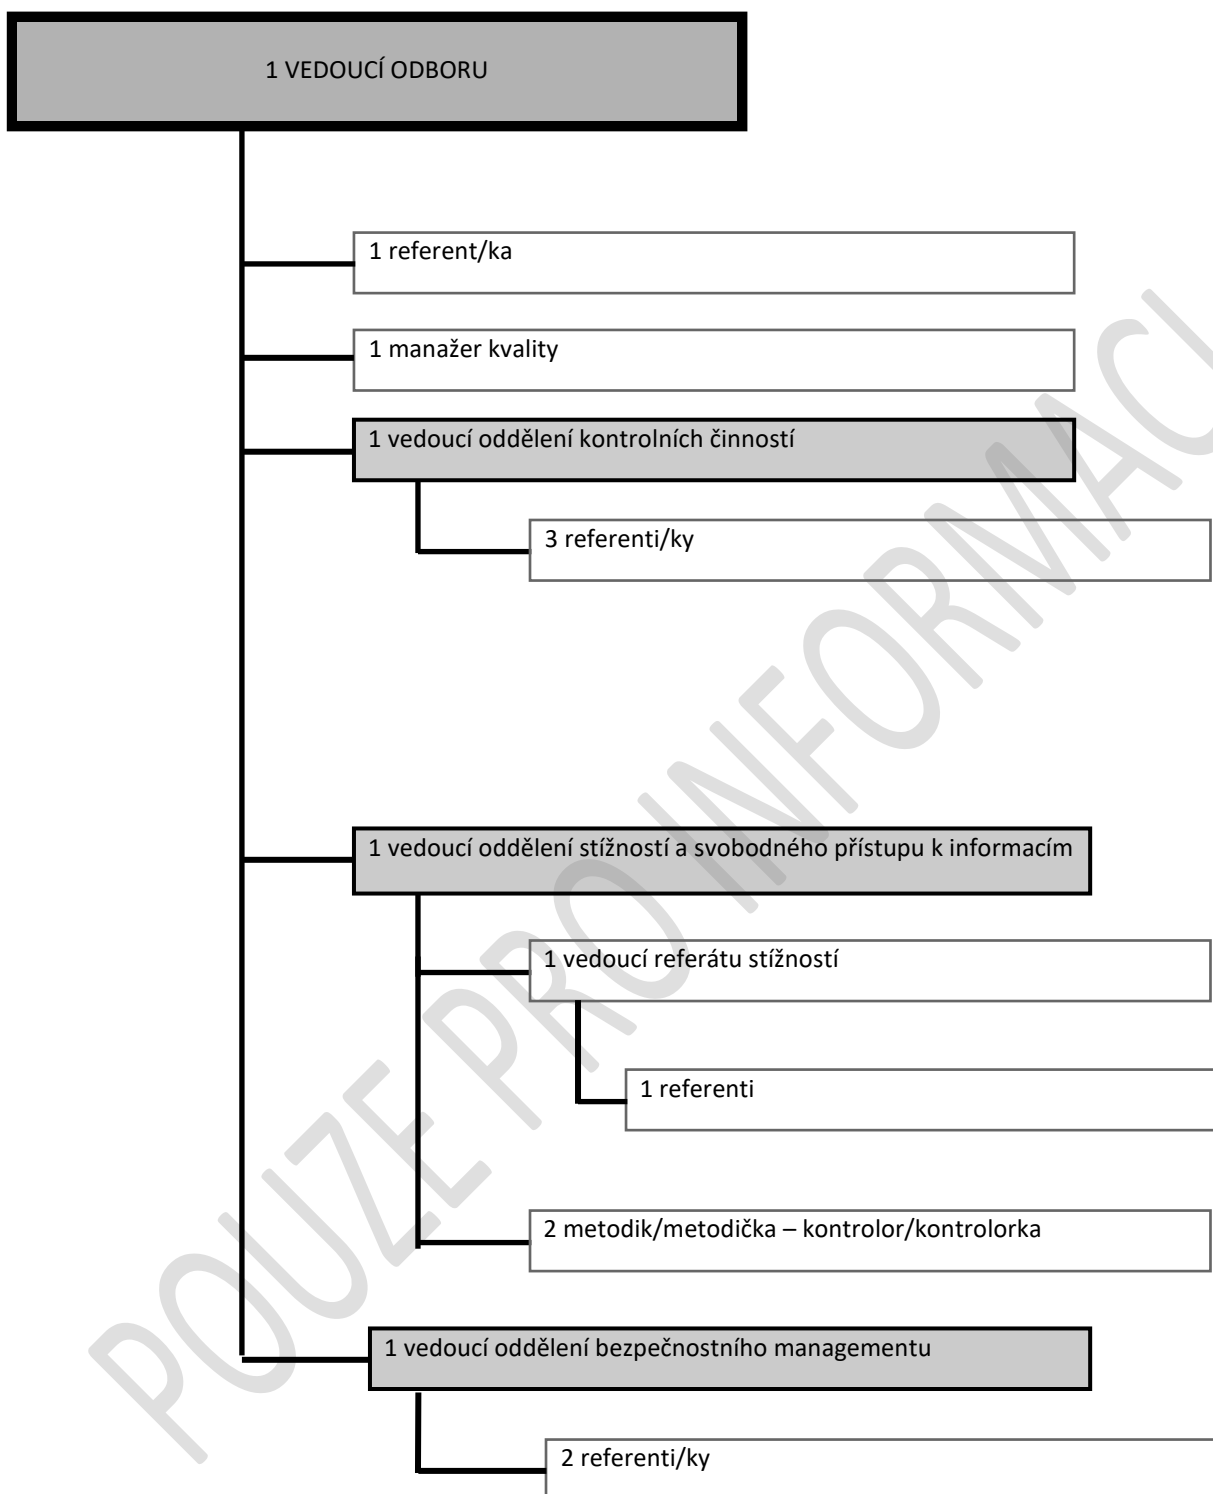 1 VEDOUCÍ ODBORU
1 referent/ka
1 manažer kvality
1 vedoucí oddělení kontrolních činností
3 referenti/ky
1 vedoucí oddělení stížností a svobodného přístupu k informacím
1 vedoucí referátu stížností
1 referenti
2 metodik/metodička – kontrolor/kontrolorka
1 vedoucí oddělení bezpečnostního managementu
2 referenti/ky
POUZE PRO INFORMACI